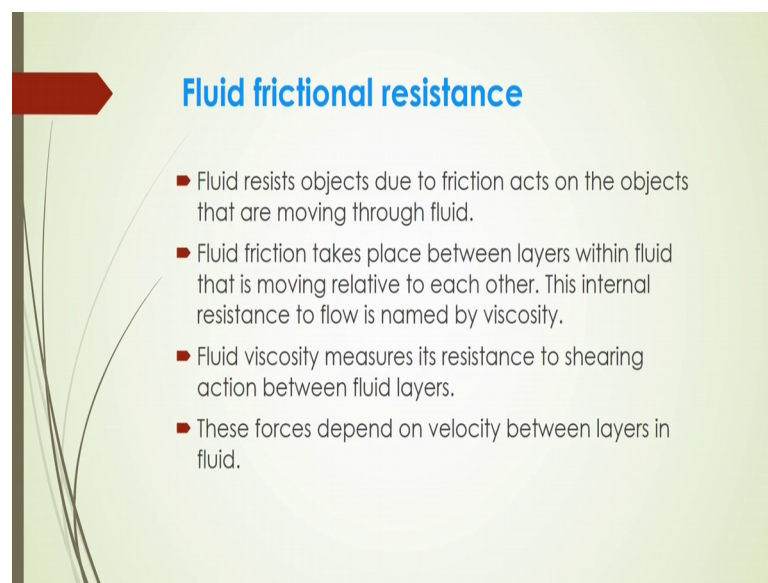 Fluid frictional resistance
Fluid resists objects due to friction acts on the objects
that are moving through fluid.
Fluid friction takes place between layers within fluid
that is moving relative to each other. This internal
resistance to flow is named by viscosity.
Fluid viscosity measures its resistance to shearing
action between fluid layers.
These forces depend on velocity between layers in
fluid.